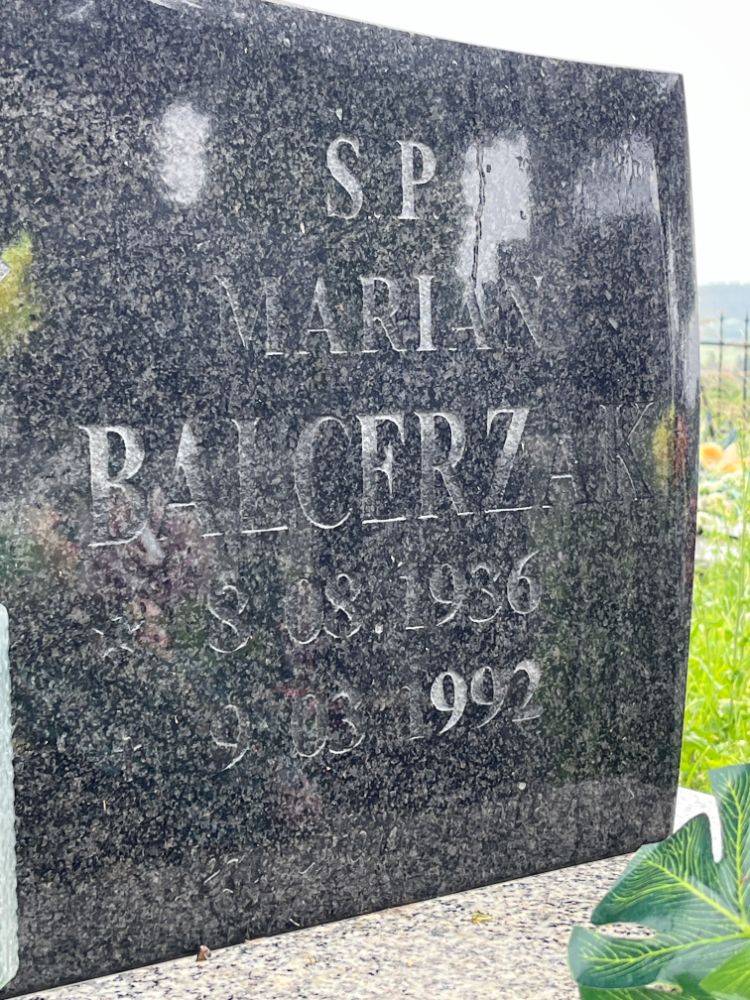 S.P.
MARIAN
BALCERZAK
* 8 08.1936
+ 9 03 1992